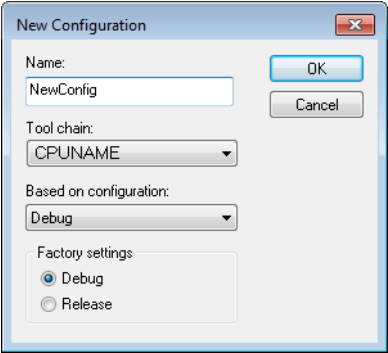 New Configuration
Name:
OK
NewConfig
Cancel
Tool chain:
CPUNAME
Based on configuration:
Debug
Factory settings
Debug
Release